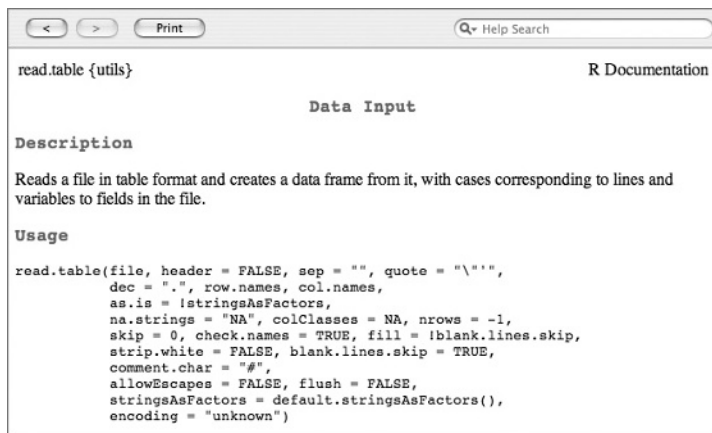 < > Print Help Search
read.table {utils} R Documentation
Data Input
Description
Reads a file in table format and creates a data frame from it, with cases corresponding to lines and
variables to fields in the file.
Usage
read.table(file, header = FALSE, sep = "", quote = "\"'",
dec = ".", row.names, col.names,
as.is = !stringsAsFactors,
na.strings = "NA", colClasses = NA, nrows = -1,
skip = 0, check.names = TRUE, fill = !blank.lines.skip,
strip.white = FALSE, blank.lines.skip = TRUE,
comment.char = "#",
allowEscapes = FALSE, flush = FALSE,
stringsAsFactors = default.stringsAsFactors(),
encoding = "unknown")